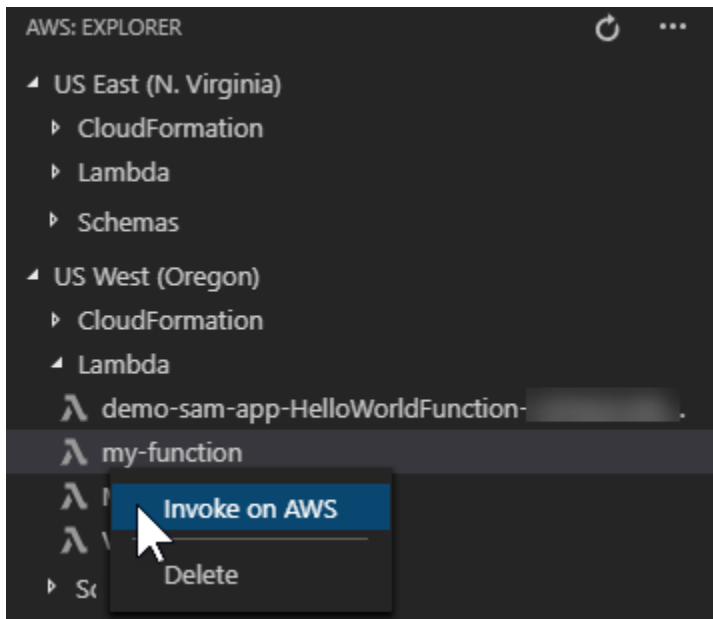 AWS: EXPLORER
US East (N. Virginia)
CloudFormation
Lambda
Schemas
US West (Oregon)
CloudFormation
Lambda
demo-sam-app-HelloWorldFunction-
my-function
Invoke on AWS
Delete